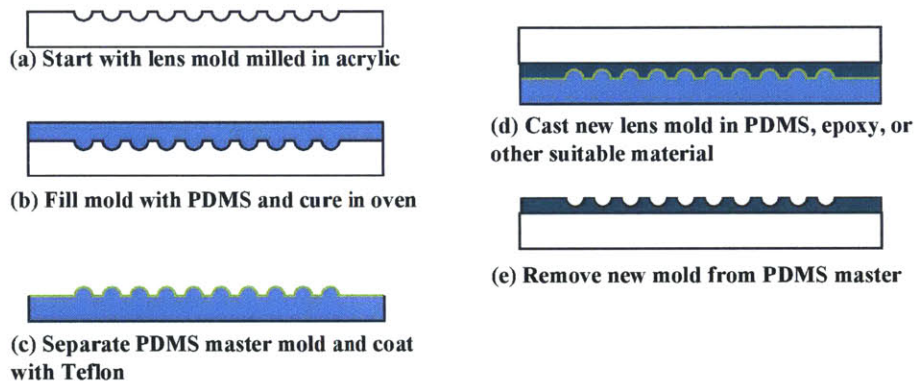 (a) Start with lens mold milled in acrylic
(b) Fill mold with PDMS and cure in oven
(c) Separate PDMS master mold and coat
with Teflon
(d) Cast new lens mold in PDMS, epoxy, or
other suitable material
(e) Remove new mold from PDMS master